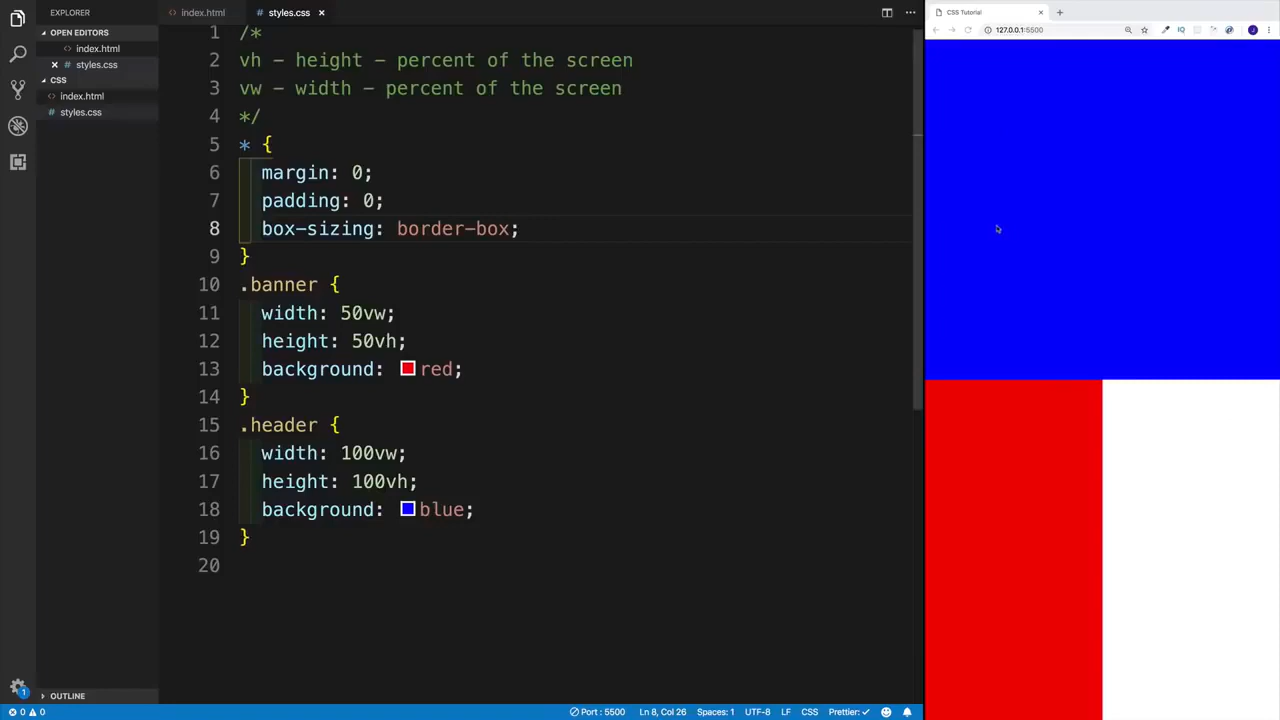 EXPLORER
OPEN EDITORS
index.html
styles.css
CSS
index.html
styles.css
OUTLINE
index.html
styles.css
1 /*
2 vh - height - percent of the screen
3 vw - width - percent of the screen
4 */
5 * {
6 margin: 0;
7 padding: 0;
8 box-sizing: border-box;
9 }
10 .banner {
11 width: 50vw;
12 height: 50vh;
13 background: red;
14 }
15 .header {
16 width: 100vw;
17 height: 100vh;
18 background: blue;
19 }
20
1
0 0
Port : 5500 Ln 8, Col 26 Spaces: 1 UTF-8 LF CSS Prettier: ✓
CSS Tutorial
127.0.0.1:5500